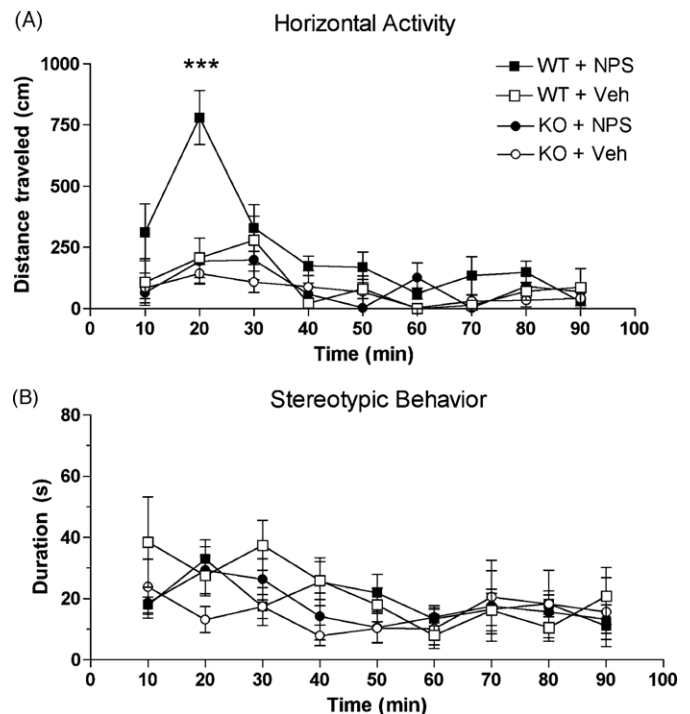 (A)
Horizontal Activity
1000
750
500
250
0
Distance traveled (cm)
***
WT + NPS
WT + Veh
KO + NPS
KO + Veh
0 10 20 30 40 50 60 70 80 90 100
Time (min)
(B)
Stereotypic Behavior
80
60
40
20
0
Duration (s)
0 10 20 30 40 50 60 70 80 90 100
Time (min)